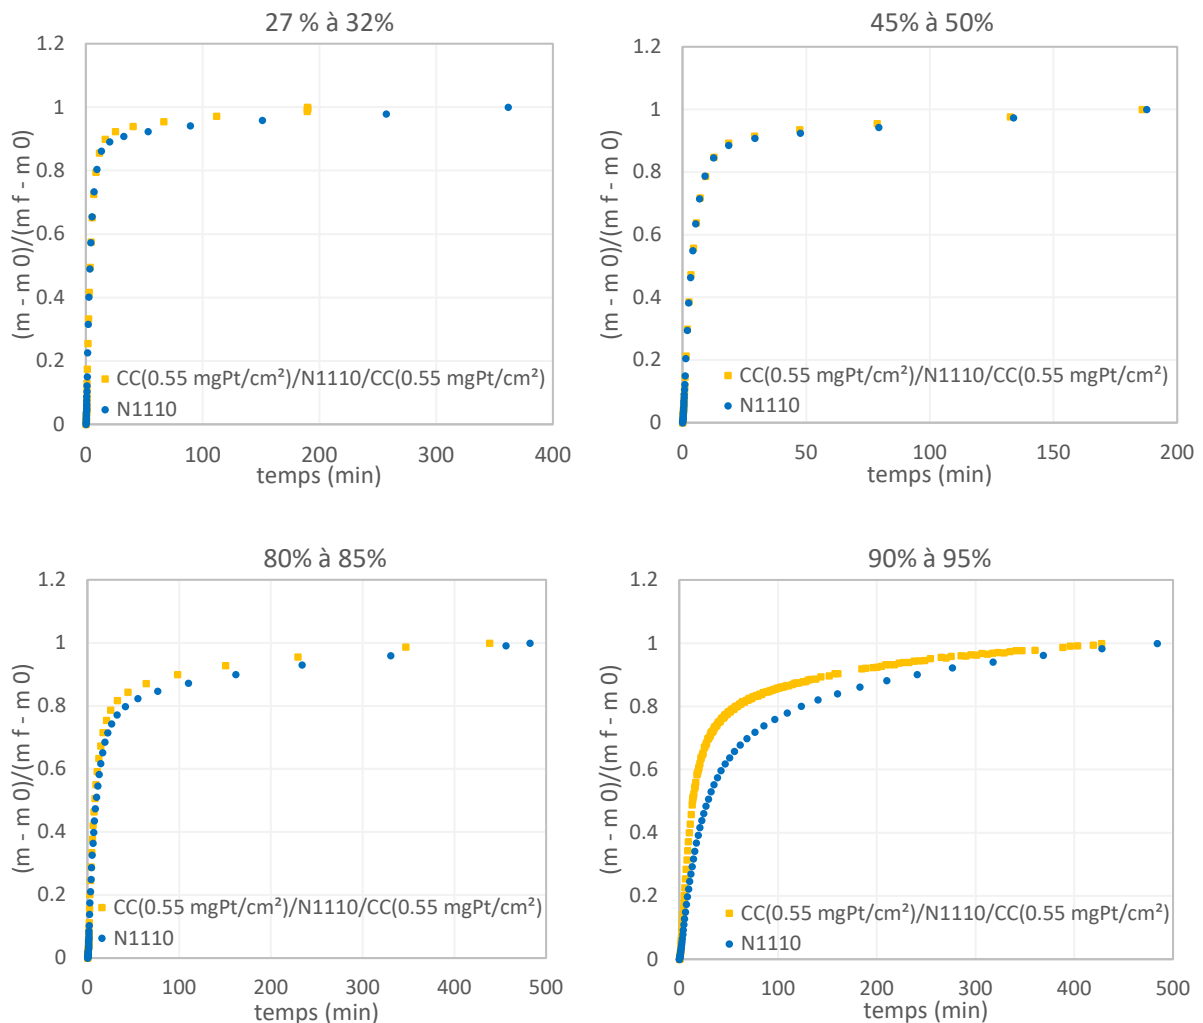 27 % à 32%
(m - m 0)/(m f - m 0)
1.2
1
0.8
0.6
0.4
0.2
0
CC(0.55 mgPt/cm²)/N1110/CC(0.55 mgPt/cm²)
N1110
0 100 200 300 400
temps (min)
45% à 50%
(m - m 0)/(m f - m 0)
1.2
1
0.8
0.6
0.4
0.2
0
CC(0.55 mgPt/cm²)/N1110/CC(0.55 mgPt/cm²)
N1110
0 50 100 150 200
temps (min)
80% à 85%
(m - m 0)/(m f - m 0)
1.2
1
0.8
0.6
0.4
0.2
0
CC(0.55 mgPt/cm²)/N1110/CC(0.55 mgPt/cm²)
N1110
0 100 200 300 400 500
temps (min)
90% à 95%
(m - m 0)/(m f - m 0)
1.2
1
0.8
0.6
0.4
0.2
0
CC(0.55 mgPt/cm²)/N1110/CC(0.55 mgPt/cm²)
N1110
0 100 200 300 400 500
temps (min)